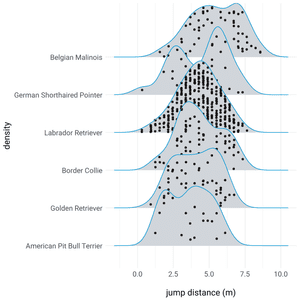 Belgian Malinois
German Shorthaired Pointer
Labrador Retriever
Border Collie
Golden Retriever
American Pit Bull Terrier
density
0.0 2.5 5.0 7.5 10.0
jump distance (m)